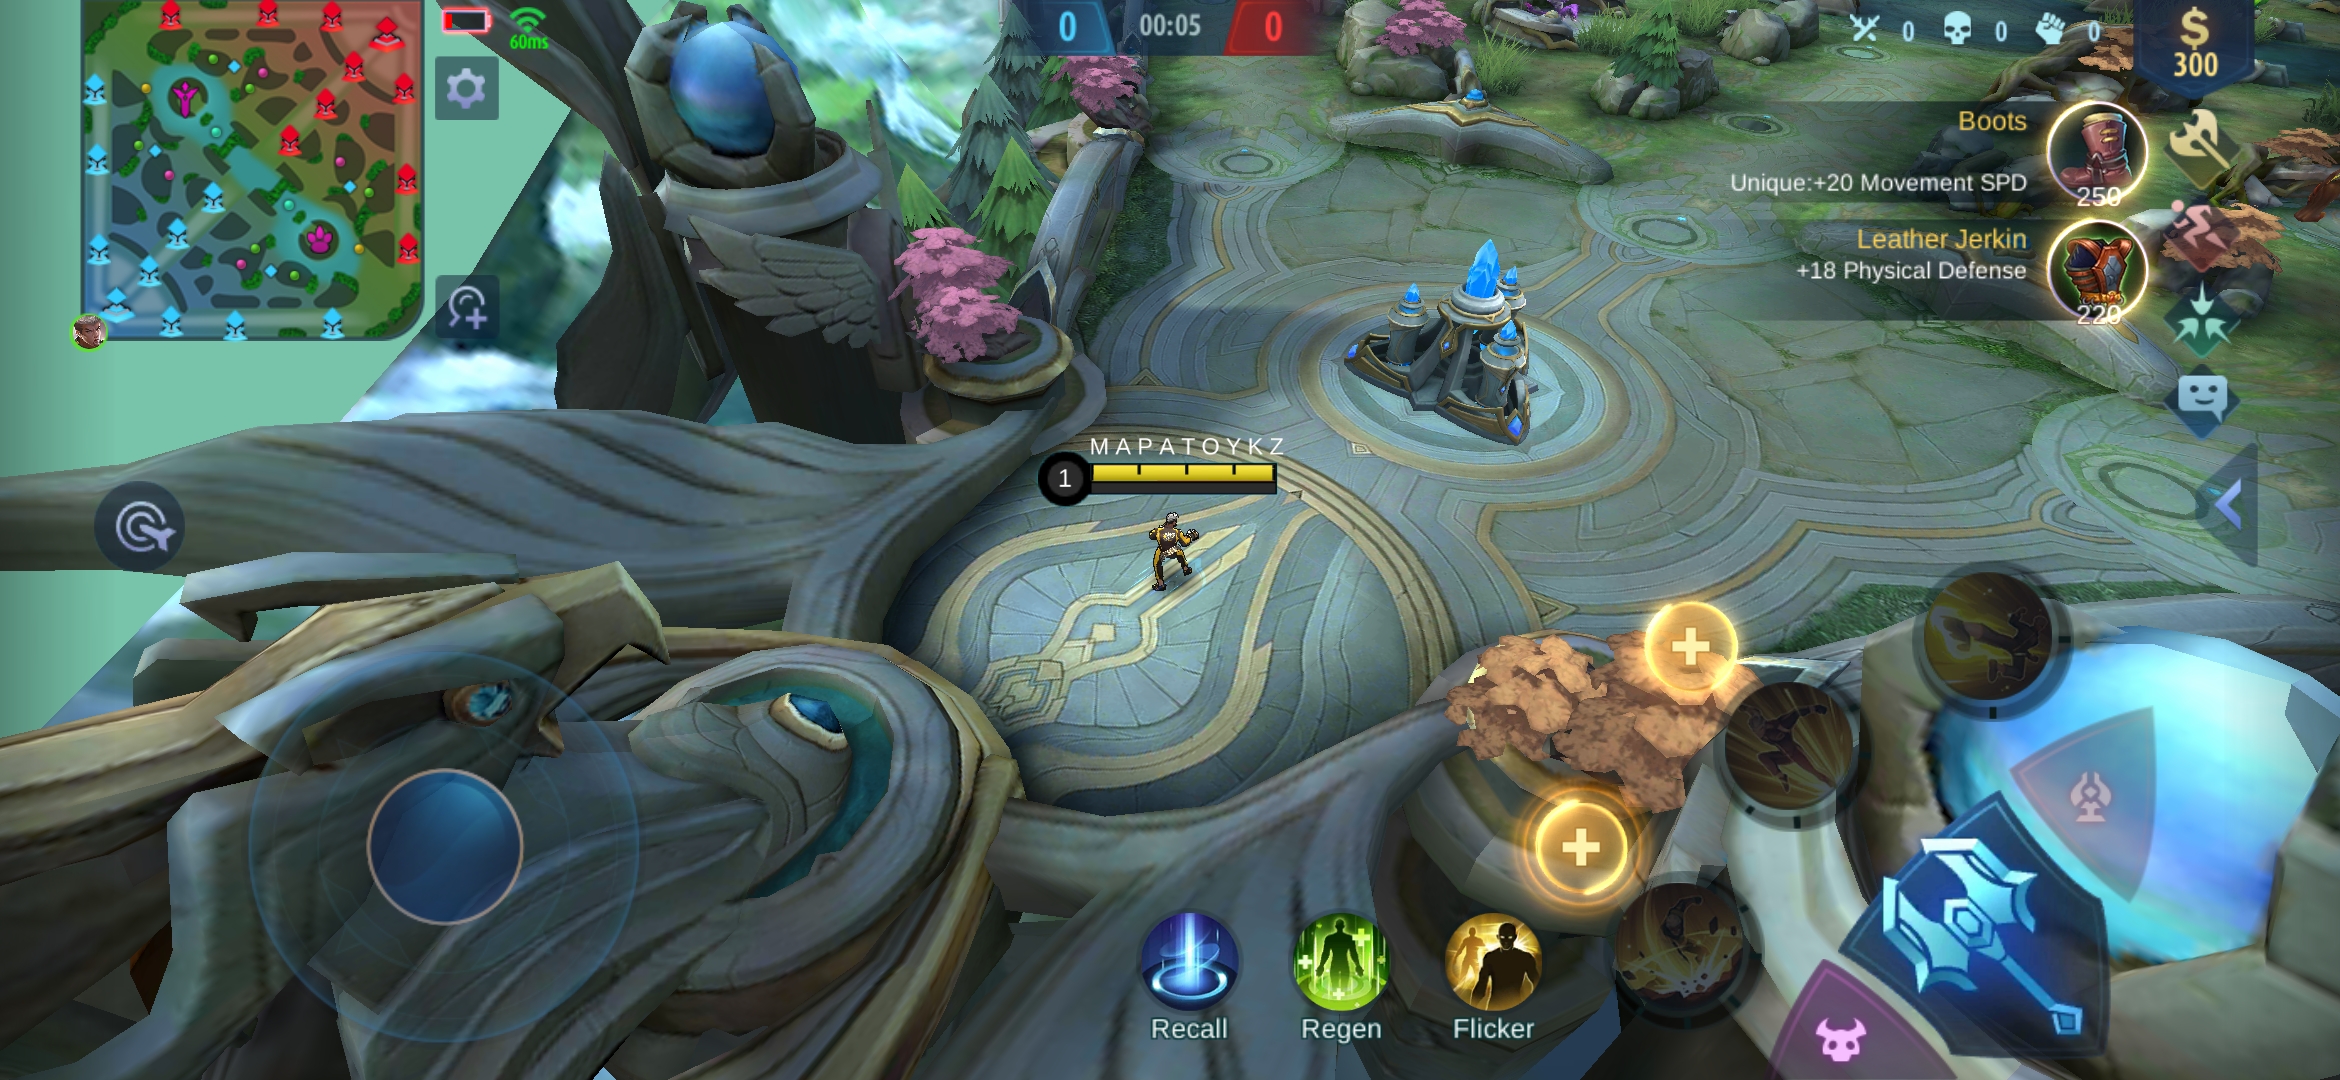 60ms
0
00:05
0
0
0
0
$
300
Boots
Unique:+20 Movement SPD
250
Leather Jerkin
+18 Physical Defense
220
MAPATOYKZ
1
Recall
Regen
Flicker